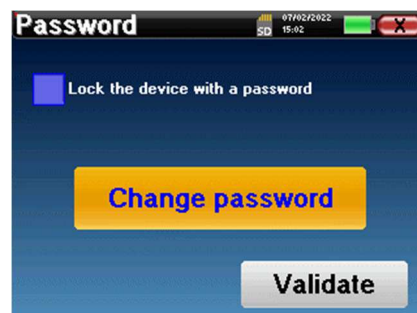 Password
SD
07/02/2022
15:02
X
Lock the device with a password
Change password
Validate